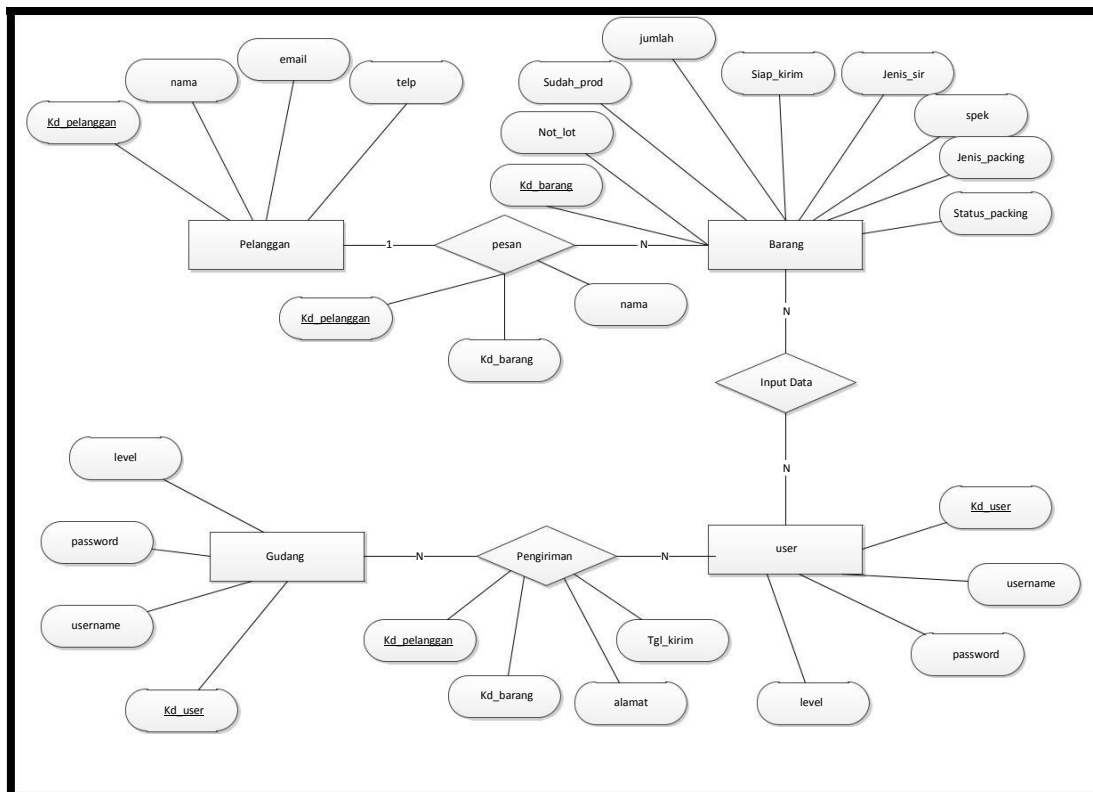 jumlah
email
Siap_kirim
Jenis_sir
nama
Sudah_prod
telp
spek
Kd_pelanggan
Not_lot
Jenis_packing
Kd_barang
Status_packing
Pelanggan
1
pesan
N
Barang
Kd_pelanggan
nama
N
Kd_barang
Input Data
level
N
Kd_user
password
Gudang
N
Pengiriman
N
user
username
username
Kd_pelanggan
Tgl_kirim
password
Kd_user
Kd_barang
alamat
level